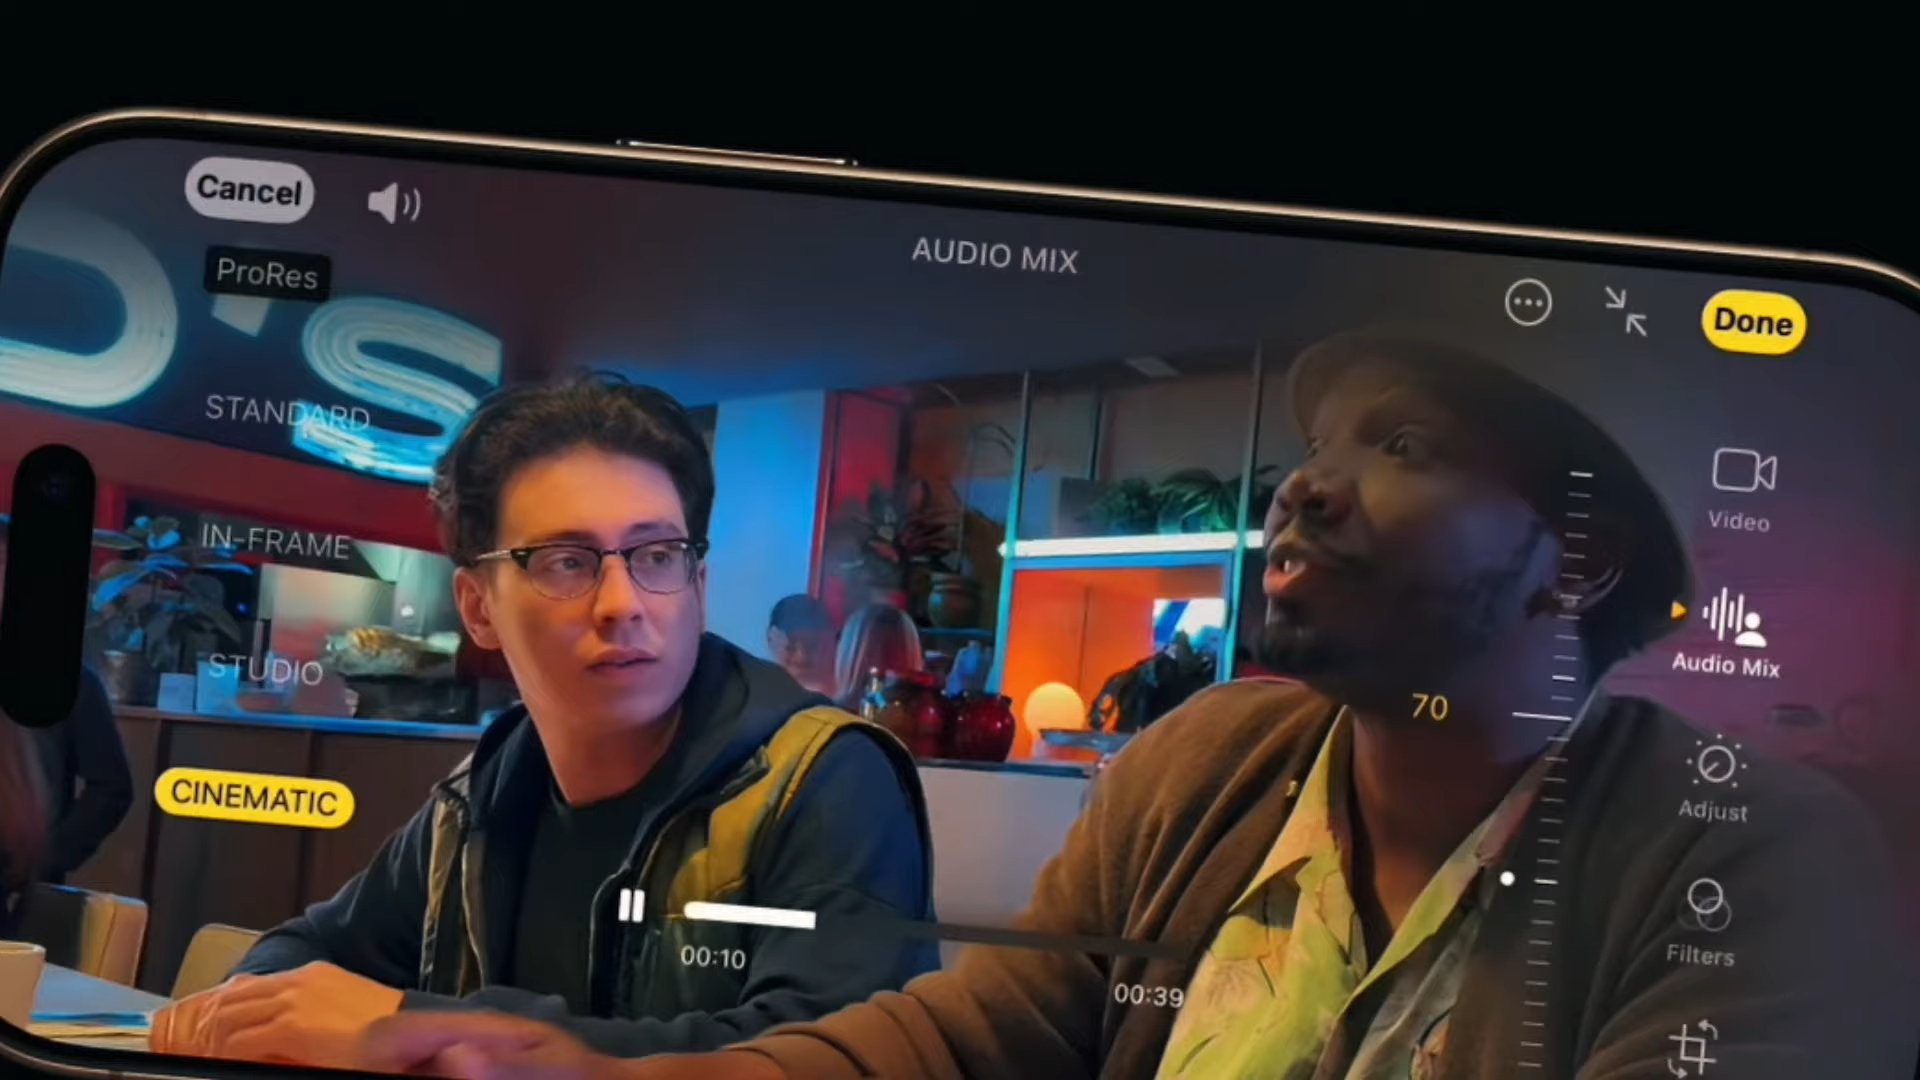 Cancel
ProRes
AUDIO MIX
Done
'S
STANDARD
IN-FRAME
STUDIO
CINEMATIC
Video
Audio Mix
70
Adjust
Filters
00:10
00:39